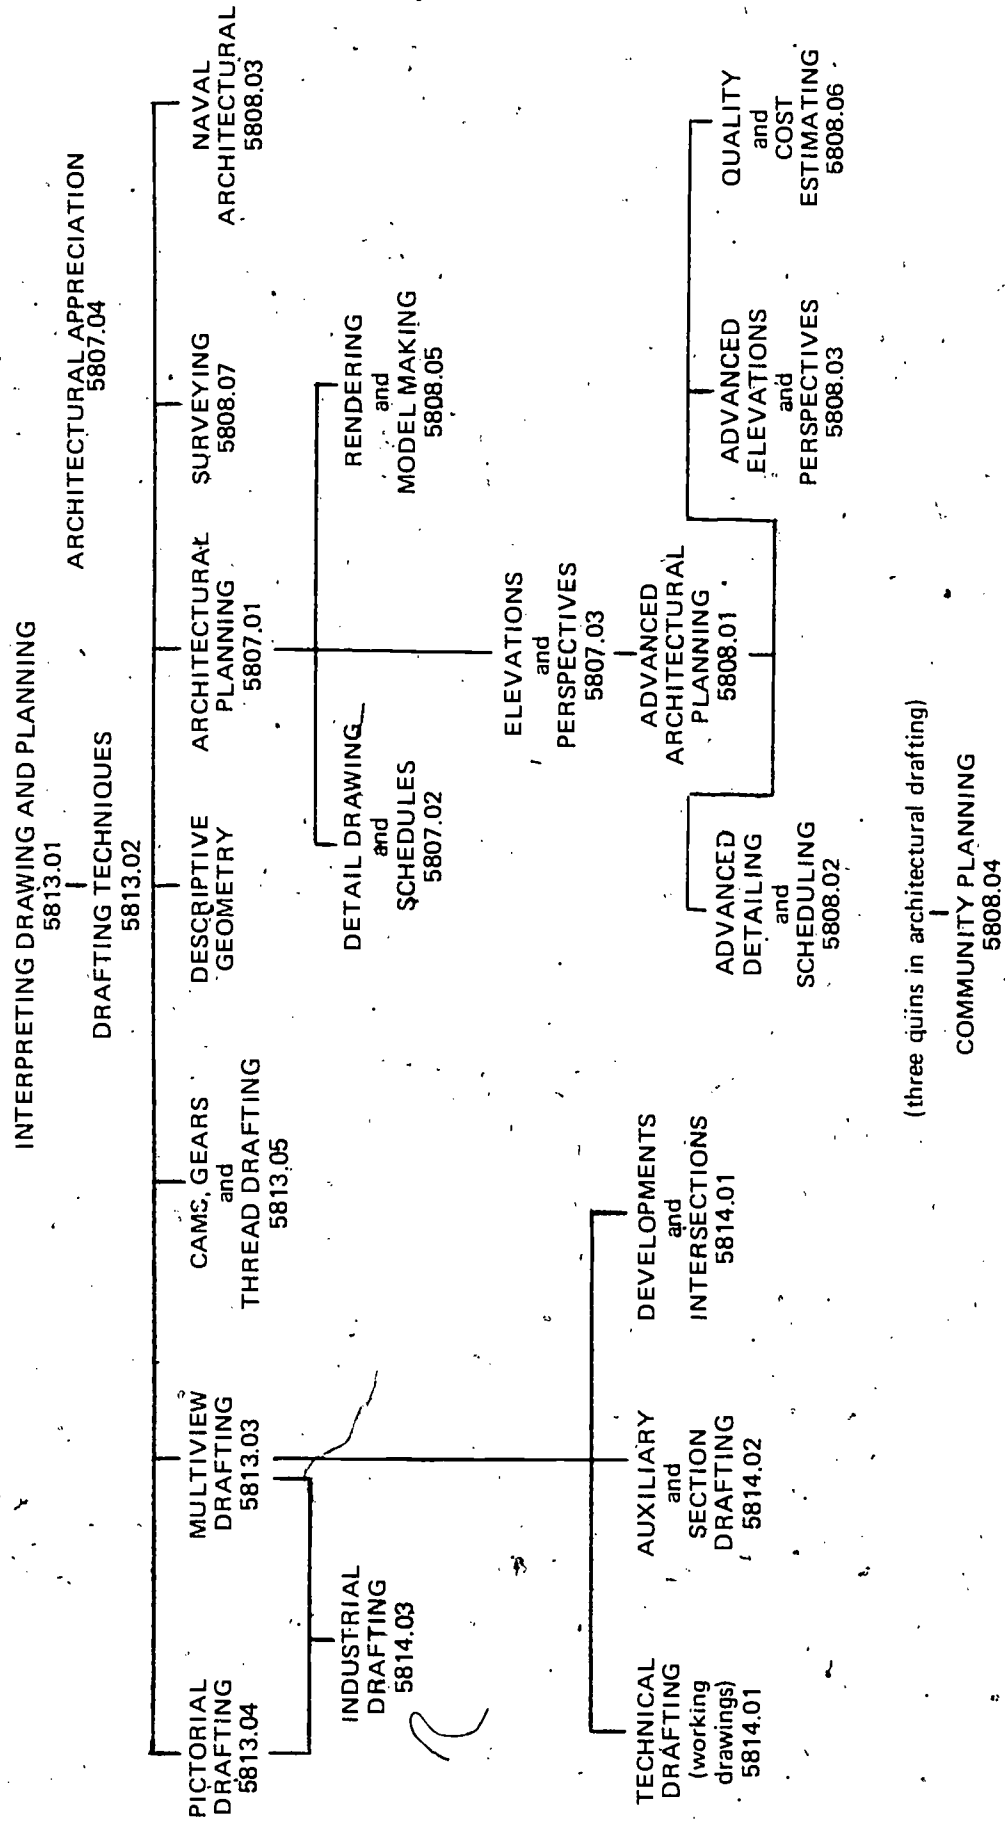 INTERPRETING DRAWING AND PLANNING
5813.01
DRAFTING TECHNIQUES
5813.02
ARCHITECTURAL APPRECIATION
5807.04
PICTORIAL
DRAFTING
5813.04
MULTIVIEW
DRAFTING
5813.03
CAMS, GEARS
and
THREAD DRAFTING
5813.05
DESCRIPTIVE
GEOMETRY
ARCHITECTURAL
PLANNING
5807.01
SURVEYING
5808.07
NAVAL
ARCHITECTURAL
5808.03
INDUSTRIAL
DRAFTING
5814.03
DETAIL DRAWING
and
SCHEDULES
5807.02
RENDERING
and
MODEL MAKING
5808.05
ELEVATIONS
and
PERSPECTIVES
5807.03
TECHNICAL
DRAFTING
(working
drawings)
5814.01
AUXILIARY
and
SECTION
DRAFTING
5814.02
DEVELOPMENTS
and
INTERSECTIONS
5814.01
ADVANCED
ARCHITECTURAL
PLANNING
5808.01
ADVANCED
DETAILING
and
SCHEDULING
5808.02
ADVANCED
ELEVATIONS
and
PERSPECTIVES
5808.03
QUALITY
and
COST
ESTIMATING
5808.06
(three quins in architectural drafting)
COMMUNITY PLANNING
5808.04